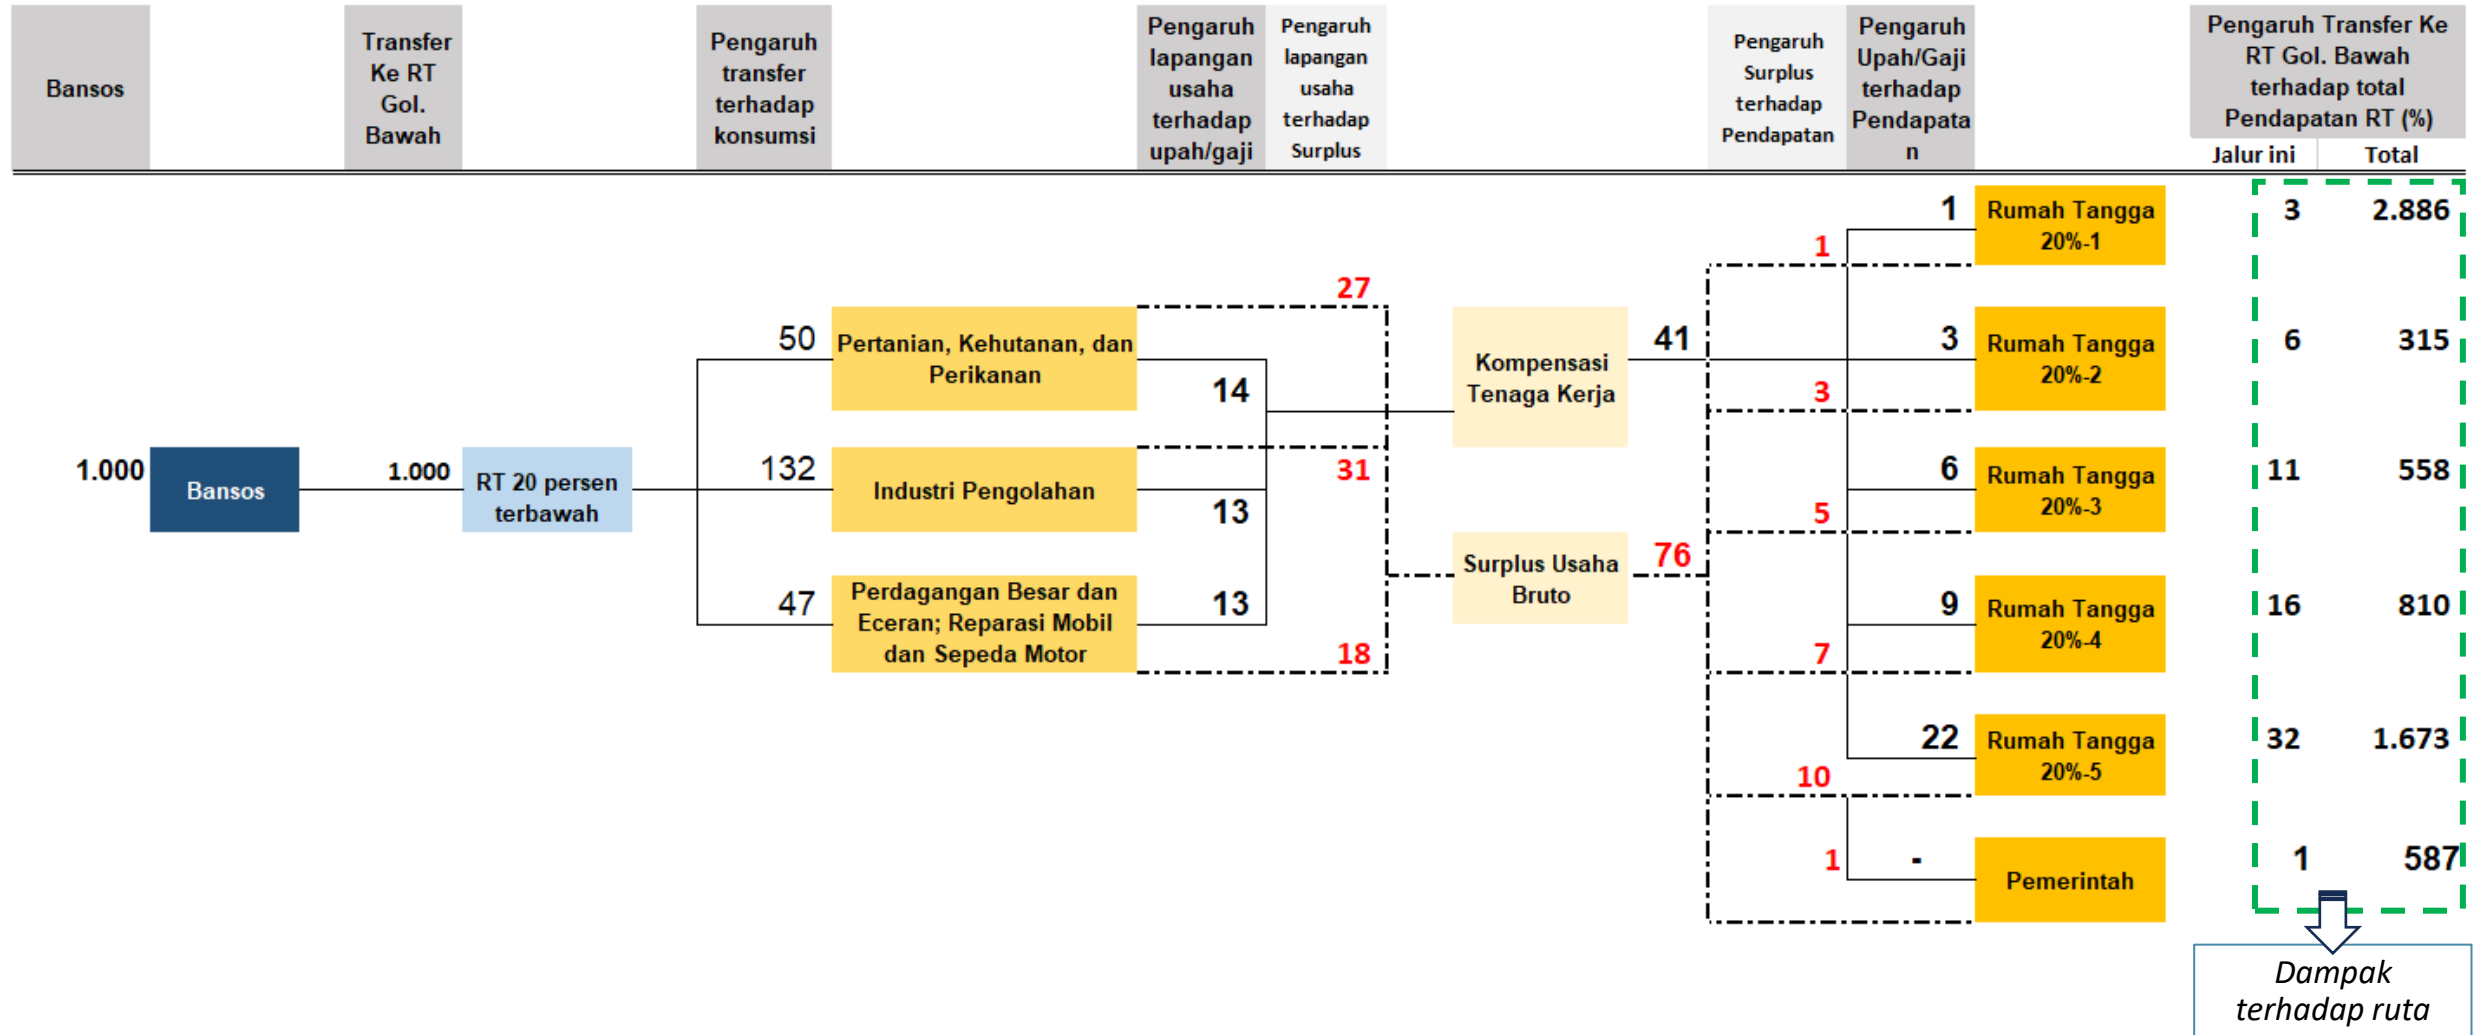 Bansos
Transfer
Ke RT
Gol.
Bawah
Pengaruh
transfer
terhadap
konsumsi
Pengaruh
lapangan
usaha
terhadap
upah/gaji
Pengaruh
lapangan
usaha
terhadap
Surplus
Pengaruh
Surplus
terhadap
Pendapatan
Pengaruh
Upah/Gaji
terhadap
Pendapata
n
Pengaruh Transfer Ke
RT Gol. Bawah
terhadap total
Pendapatan RT (%)
Jalur ini Total
1.000
Bansos
1.000
RT 20 persen
terbawah
50
Pertanian, Kehutanan, dan
Perikanan
132
Industri Pengolahan
47
Perdagangan Besar dan
Eceran; Reparasi Mobil
dan Sepeda Motor
14
13
13
27
31
18
Kompensasi
Tenaga Kerja
41
Surplus Usaha
Bruto
76
1
1
Rumah Tangga
20%-1
3 2.886
3
3
Rumah Tangga
20%-2
6 315
5
6
Rumah Tangga
20%-3
11 558
7
9
Rumah Tangga
20%-4
16 810
10
22
Rumah Tangga
20%-5
32 1.673
1
-
Pemerintah
1 587
Dampak
terhadap ruta